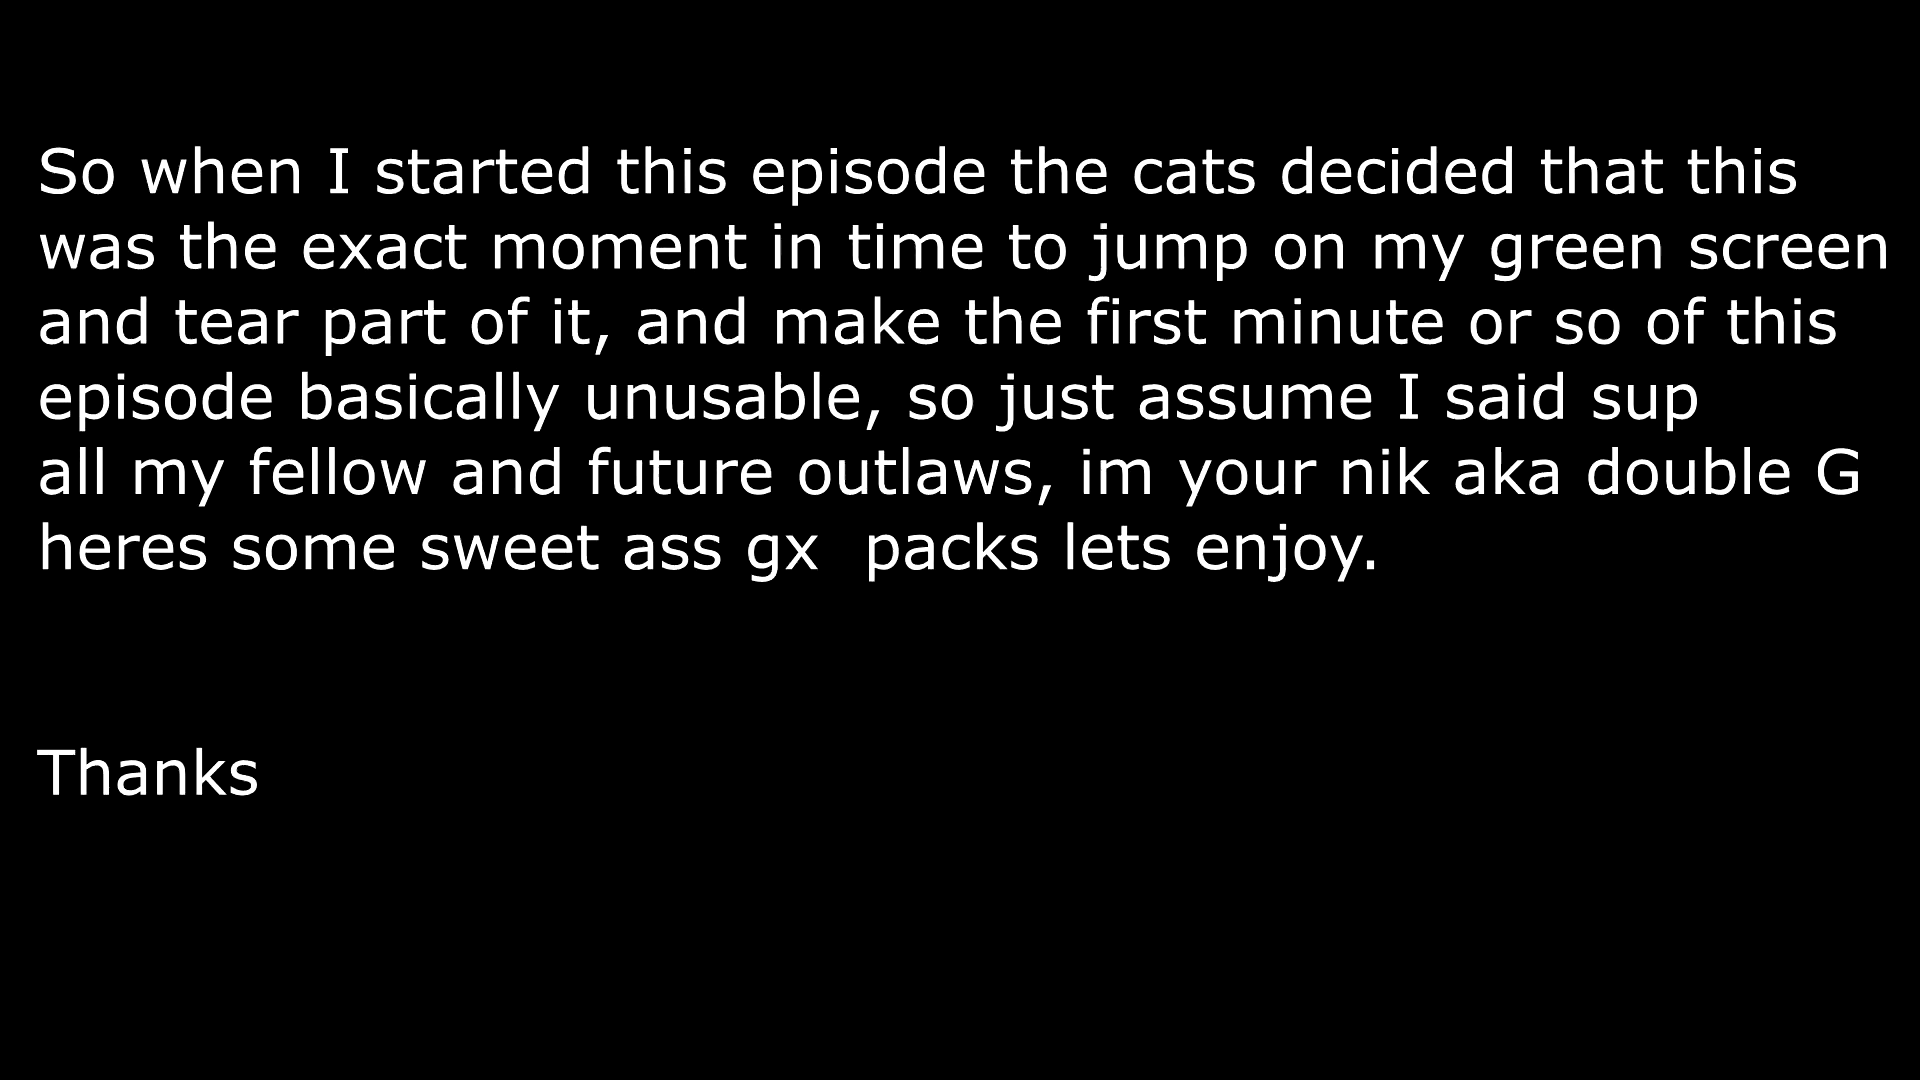 So when I started this episode the cats decided that this
was the exact moment in time to jump on my green screen
and tear part of it, and make the first minute or so of this
episode basically unusable, so just assume I said sup
all my fellow and future outlaws, im your nik aka double G
heres some sweet ass gx  packs lets enjoy.
Thanks